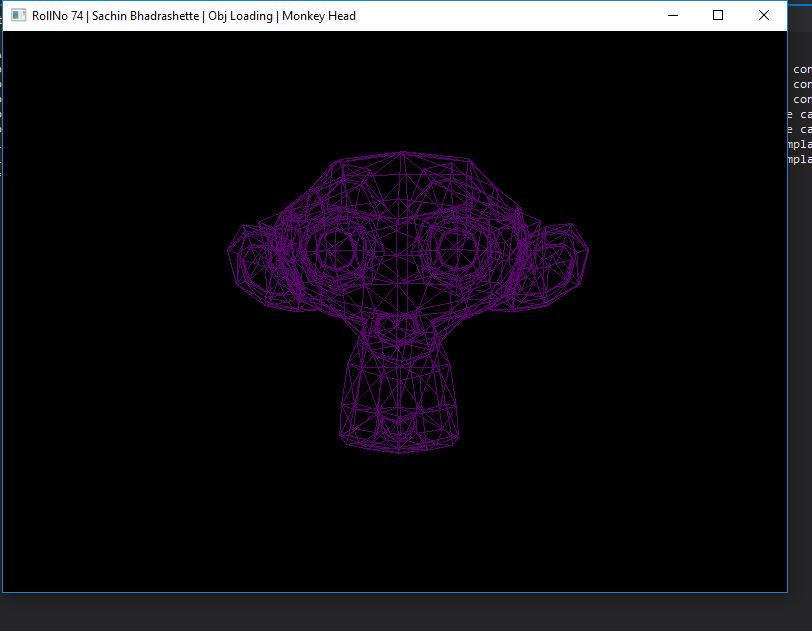 RollNo 74 | Sachin Bhadrashette | Obj Loading | Monkey Head
con
con
con
e ca
e ca
mpla
mpla